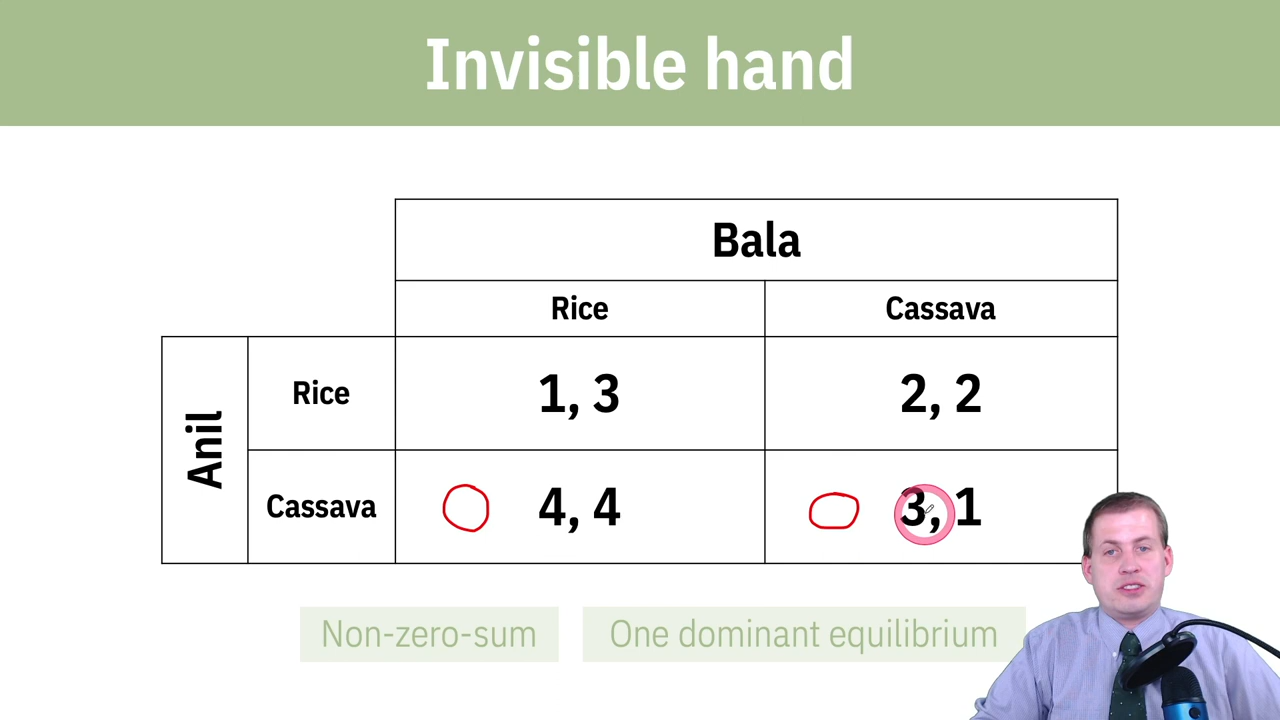 Invisible hand
Bala
Rice Cassava
Anil
Rice 1, 3 2, 2
Cassava 4, 4 3, 1
Non-zero-sum One dominant equilibrium